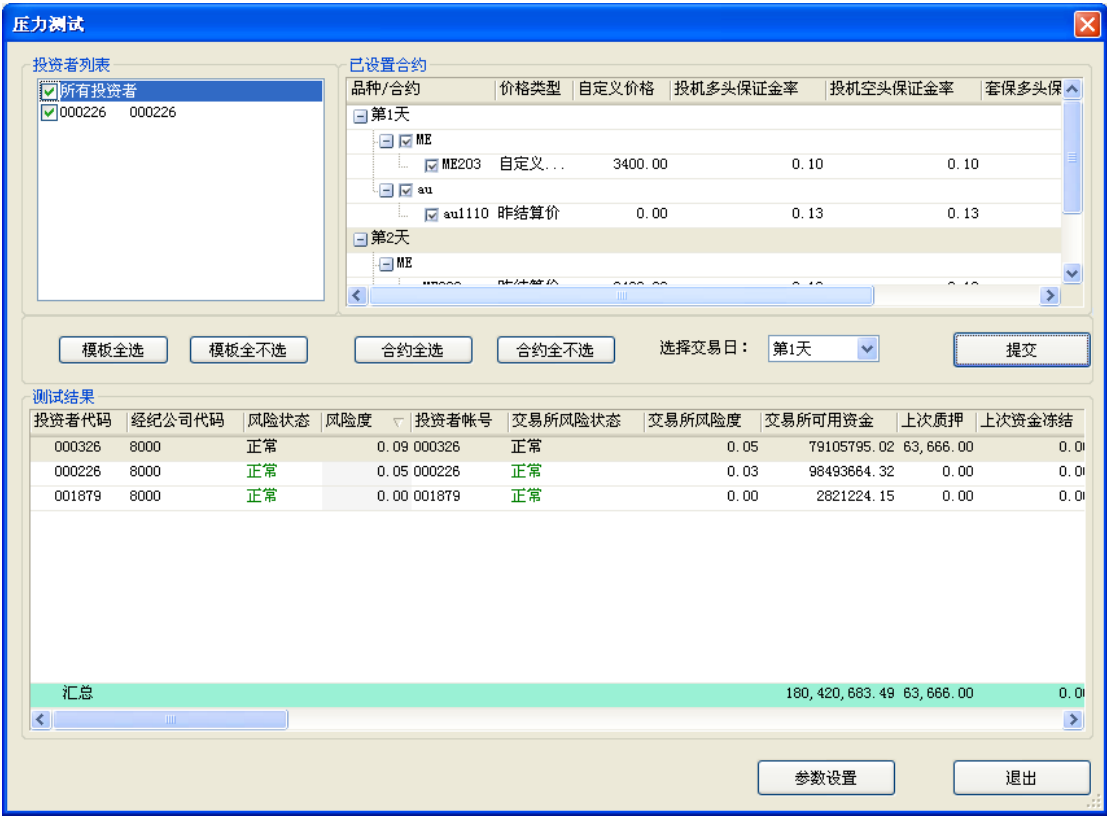 压力测试
投资者列表
所有投资者
000226 000226
已设置合约
品种/合约 价格类型 自定义价格 投机多头保证金率 投机空头保证金率 套保多头保
第1天
ME
ME203 自定义... 3400.00 0.10 0.10
au
au1110 昨结算价 0.00 0.13 0.13
第2天
ME
模板全选 模板全不选 合约全选 合约全不选 选择交易日: 第1天 提交
测试结果
投资者代码 经纪公司代码 风险状态 风险度 投资者帐号 交易所风险状态 交易所风险度 交易所可用资金 上次质押 上次资金冻结
000326 8000 正常 0.09 000326 正常 0.05 79105795.02 63,666.00 0.0
000226 8000 正常 0.05 000226 正常 0.03 98493664.32 0.00 0.0
001879 8000 正常 0.00 001879 正常 0.00 2821224.15 0.00 0.0
汇总 180,420,683.49 63,666.00 0.0
参数设置 退出